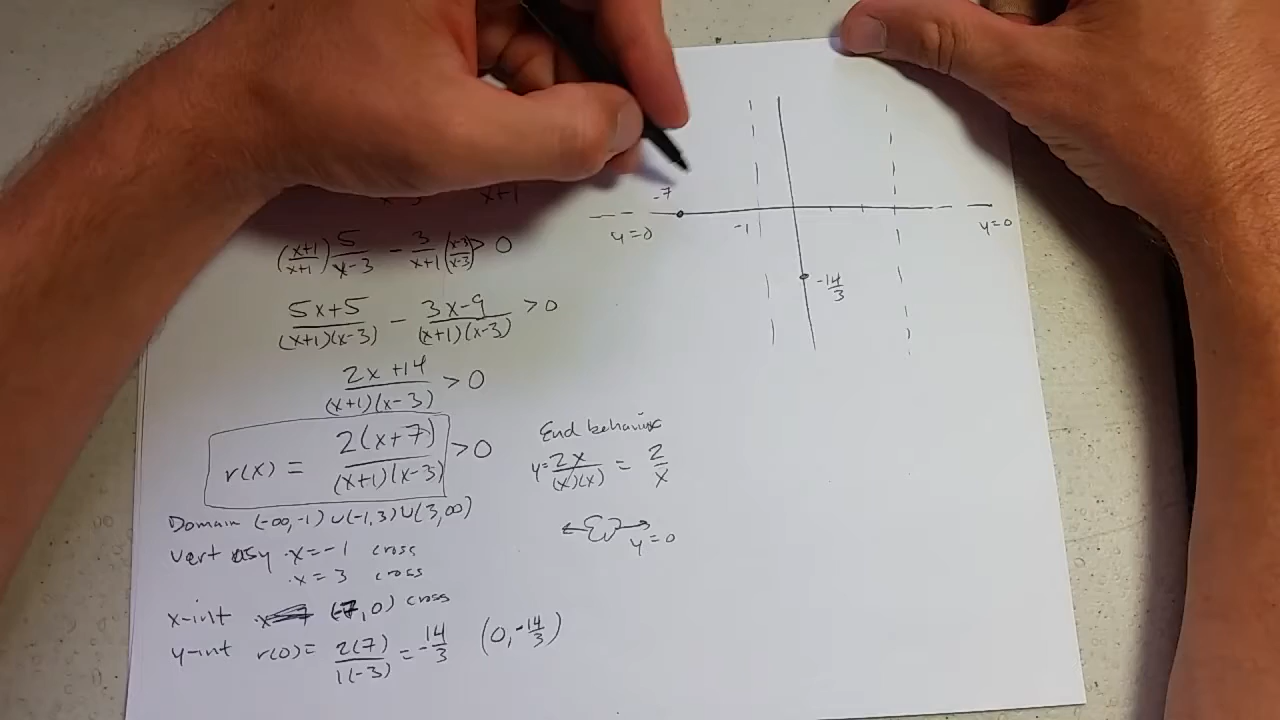 x-3 x+1
(x+1/x+1) 5/x-3 - 3/x+1 (x-3/x-3) > 0
5x+5/(x+1)(x-3) - 3x-9/(x+1)(x-3) > 0
2x+14/(x+1)(x-3) > 0
r(x) = 2(x+7)/(x+1)(x-3) > 0
Domain (-∞,-1) ∪ (-1,3) ∪ (3,∞)
Vert asy x=-1 cross
x=3 cross
x-int (-7,0) cross
y-int r(0) = 2(7)/1(-3) = -14/3 (0,-14/3)
End behavior
y= 2x/(x)(x) = 2/x
y=0
-7
y=0
-1
y=0
-14/3